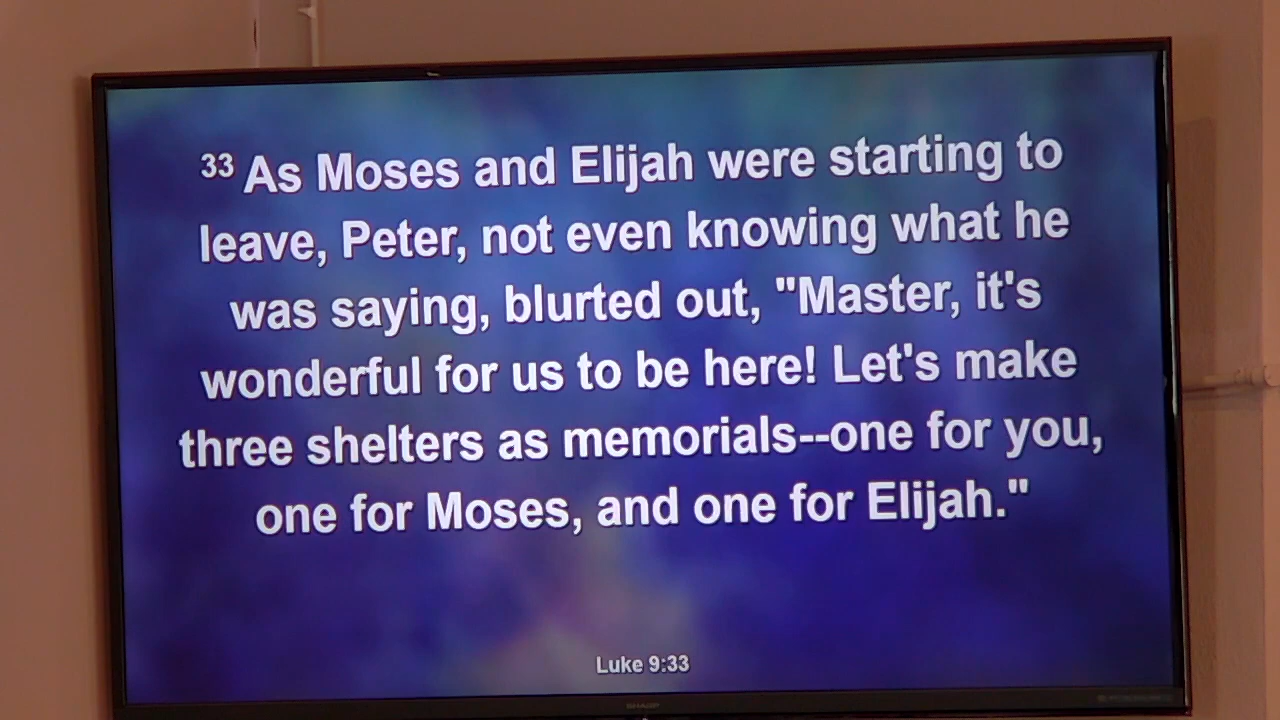 33 As Moses and Elijah were starting to
leave, Peter, not even knowing what he
was saying, blurted out, "Master, it's
wonderful for us to be here! Let's make
three shelters as memorials--one for you,
one for Moses, and one for Elijah."
Luke 9:33
SHARP